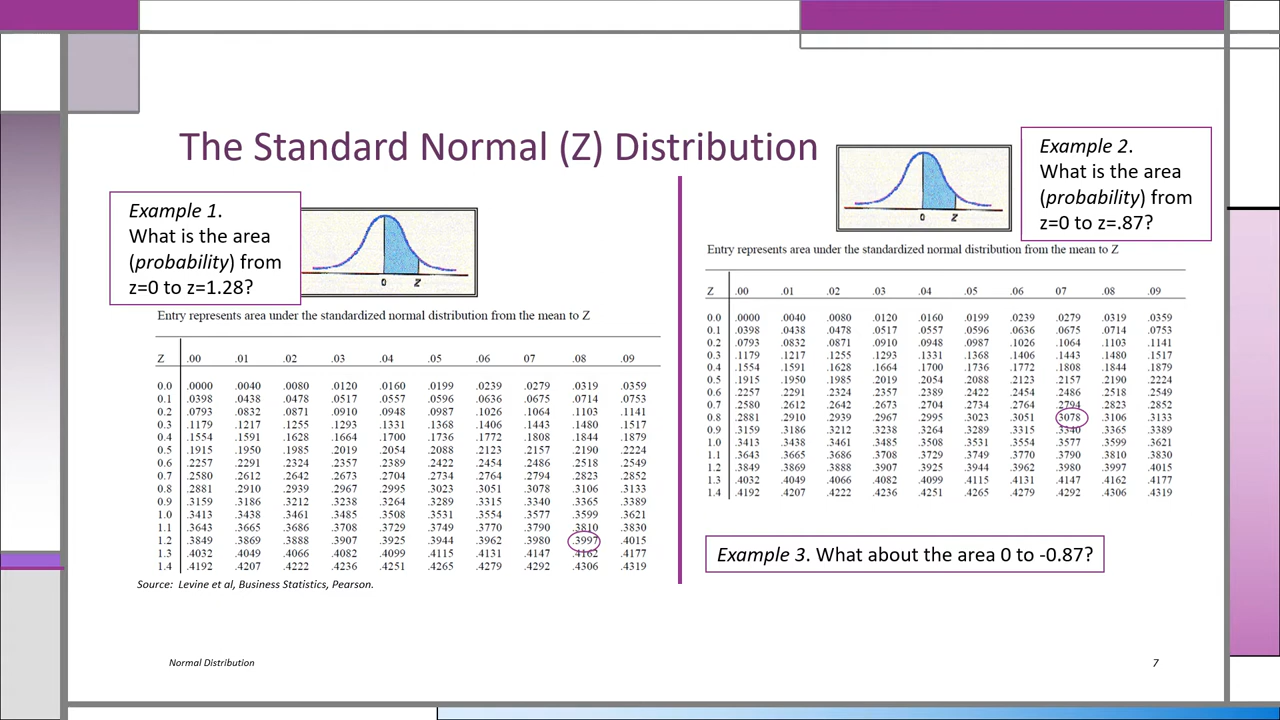 The Standard Normal (Z) Distribution
Example 1.
What is the area
(probability) from
z=0 to z=1.28?
0 Z
Entry represents area under the standardized normal distribution from the mean to Z
Z .00 .01 .02 .03 .04 .05 .06 07 .08 .09
0.0 .0000 .0040 .0080 .0120 .0160 .0199 .0239 .0279 .0319 .0359
0.1 .0398 .0438 .0478 .0517 .0557 .0596 .0636 .0675 .0714 .0753
0.2 .0793 .0832 .0871 .0910 .0948 .0987 .1026 .1064 .1103 .1141
0.3 .1179 .1217 .1255 .1293 .1331 .1368 .1406 .1443 .1480 .1517
0.4 .1554 .1591 .1628 .1664 .1700 .1736 .1772 .1808 .1844 .1879
0.5 .1915 .1950 .1985 .2019 .2054 .2088 .2123 .2157 .2190 .2224
0.6 .2257 .2291 .2324 .2357 .2389 .2422 .2454 .2486 .2518 .2549
0.7 .2580 .2612 .2642 .2673 .2704 .2734 .2764 .2794 .2823 .2852
0.8 .2881 .2910 .2939 .2967 .2995 .3023 .3051 .3078 .3106 .3133
0.9 .3159 .3186 .3212 .3238 .3264 .3289 .3315 .3340 .3365 .3389
1.0 .3413 .3438 .3461 .3485 .3508 .3531 .3554 .3577 .3599 .3621
1.1 .3643 .3665 .3686 .3708 .3729 .3749 .3770 .3790 .3810 .3830
1.2 .3849 .3869 .3888 .3907 .3925 .3944 .3962 .3980 .3997 .4015
1.3 .4032 .4049 .4066 .4082 .4099 .4115 .4131 .4147 .4162 .4177
1.4 .4192 .4207 .4222 .4236 .4251 .4265 .4279 .4292 .4306 .4319
Source: Levine et al, Business Statistics, Pearson.
0 Z
Example 2.
What is the area
(probability) from
z=0 to z=.87?
Entry represents area under the standardized normal distribution from the mean to Z
Z .00 .01 .02 .03 .04 .05 .06 07 .08 .09
0.0 .0000 .0040 .0080 .0120 .0160 .0199 .0239 .0279 .0319 .0359
0.1 .0398 .0438 .0478 .0517 .0557 .0596 .0636 .0675 .0714 .0753
0.2 .0793 .0832 .0871 .0910 .0948 .0987 .1026 .1064 .1103 .1141
0.3 .1179 .1217 .1255 .1293 .1331 .1368 .1406 .1443 .1480 .1517
0.4 .1554 .1591 .1628 .1664 .1700 .1736 .1772 .1808 .1844 .1879
0.5 .1915 .1950 .1985 .2019 .2054 .2088 .2123 .2157 .2190 .2224
0.6 .2257 .2291 .2324 .2357 .2389 .2422 .2454 .2486 .2518 .2549
0.7 .2580 .2612 .2642 .2673 .2704 .2734 .2764 .2794 .2823 .2852
0.8 .2881 .2910 .2939 .2967 .2995 .3023 .3051 .3078 .3106 .3133
0.9 .3159 .3186 .3212 .3238 .3264 .3289 .3315 .3340 .3365 .3389
1.0 .3413 .3438 .3461 .3485 .3508 .3531 .3554 .3577 .3599 .3621
1.1 .3643 .3665 .3686 .3708 .3729 .3749 .3770 .3790 .3810 .3830
1.2 .3849 .3869 .3888 .3907 .3925 .3944 .3962 .3980 .3997 .4015
1.3 .4032 .4049 .4066 .4082 .4099 .4115 .4131 .4147 .4162 .4177
1.4 .4192 .4207 .4222 .4236 .4251 .4265 .4279 .4292 .4306 .4319
Example 3. What about the area 0 to -0.87?
Normal Distribution
7